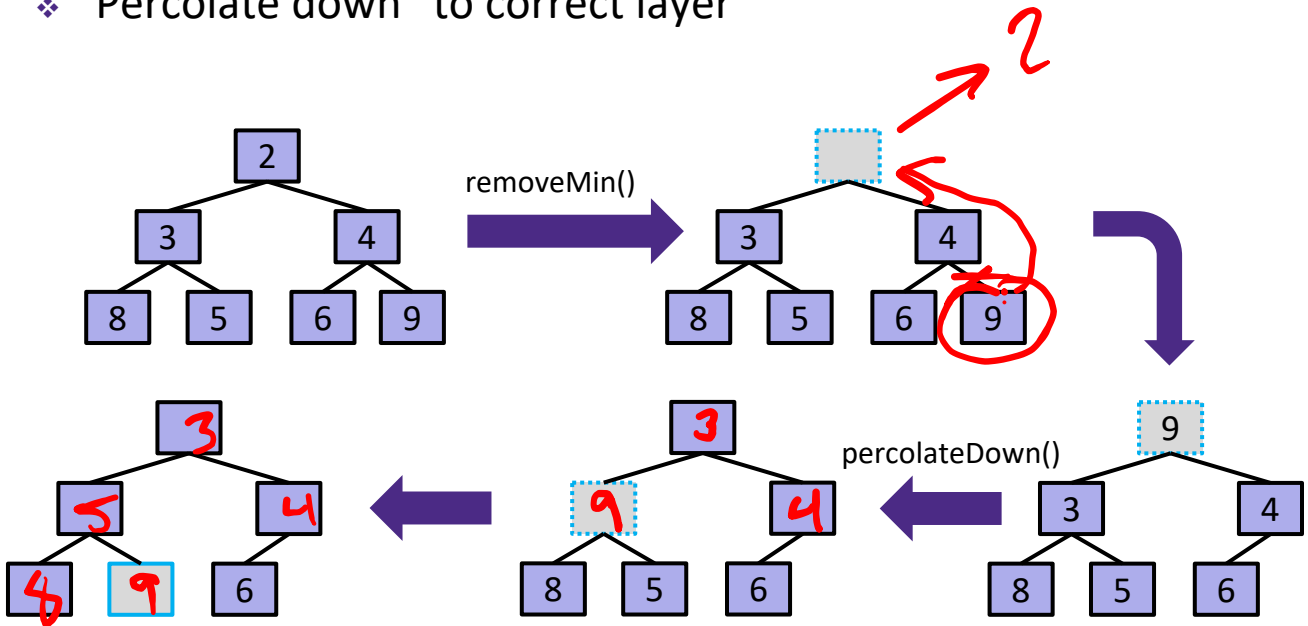 ❖ Percolate down" to correct layer
2
2
removeMin()
3 4
3 4
8 5 6 9
8 5 6 9
3
3
9
percolateDown()
5 4
9 4
3 4
8 9 6
8 5 6
8 5 6